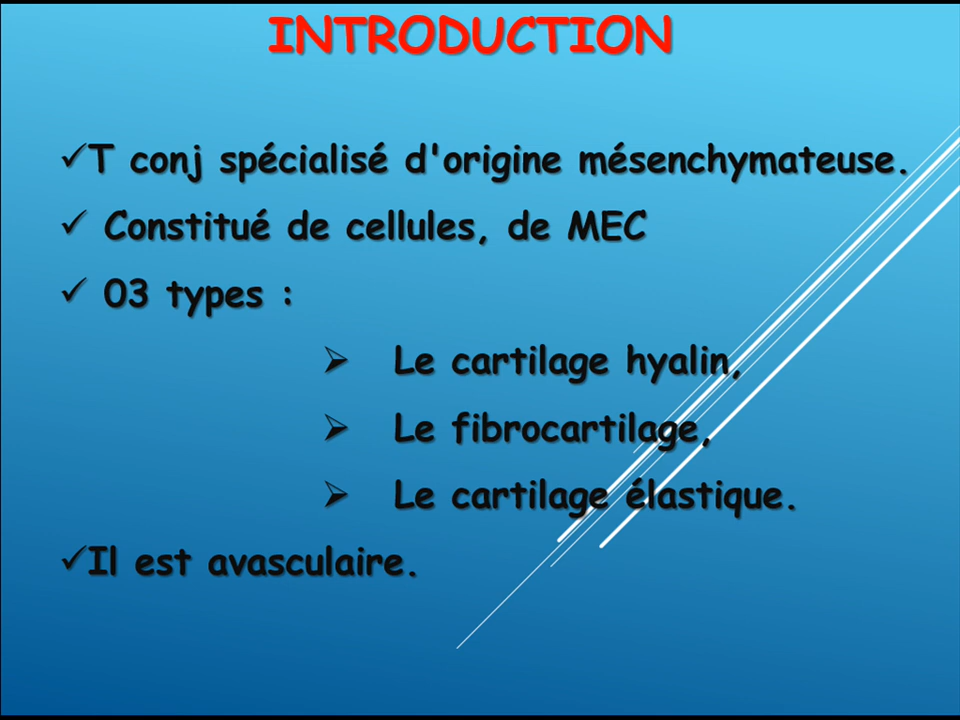 INTRODUCTION
✓T conj spécialisé d'origine mésenchymateuse.
✓ Constitué de cellules, de MEC
✓ 03 types :
➢ Le cartilage hyalin,
➢ Le fibrocartilage,
➢ Le cartilage élastique.
✓Il est avasculaire.